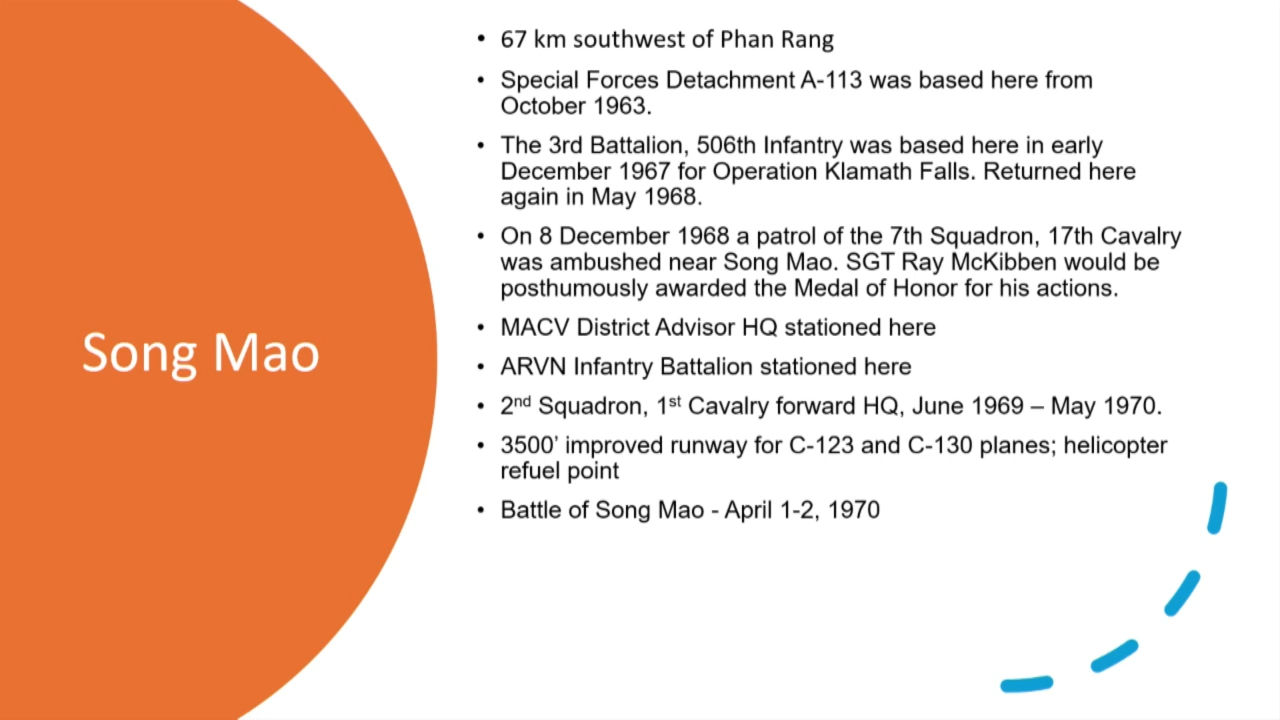 Song Mao
• 67 km southwest of Phan Rang
• Special Forces Detachment A-113 was based here from
October 1963.
• The 3rd Battalion, 506th Infantry was based here in early
December 1967 for Operation Klamath Falls. Returned here
again in May 1968.
• On 8 December 1968 a patrol of the 7th Squadron, 17th Cavalry
was ambushed near Song Mao. SGT Ray McKibben would be
posthumously awarded the Medal of Honor for his actions.
• MACV District Advisor HQ stationed here
• ARVN Infantry Battalion stationed here
• 2nd Squadron, 1st Cavalry forward HQ, June 1969 – May 1970.
• 3500’ improved runway for C-123 and C-130 planes; helicopter
refuel point
• Battle of Song Mao - April 1-2, 1970